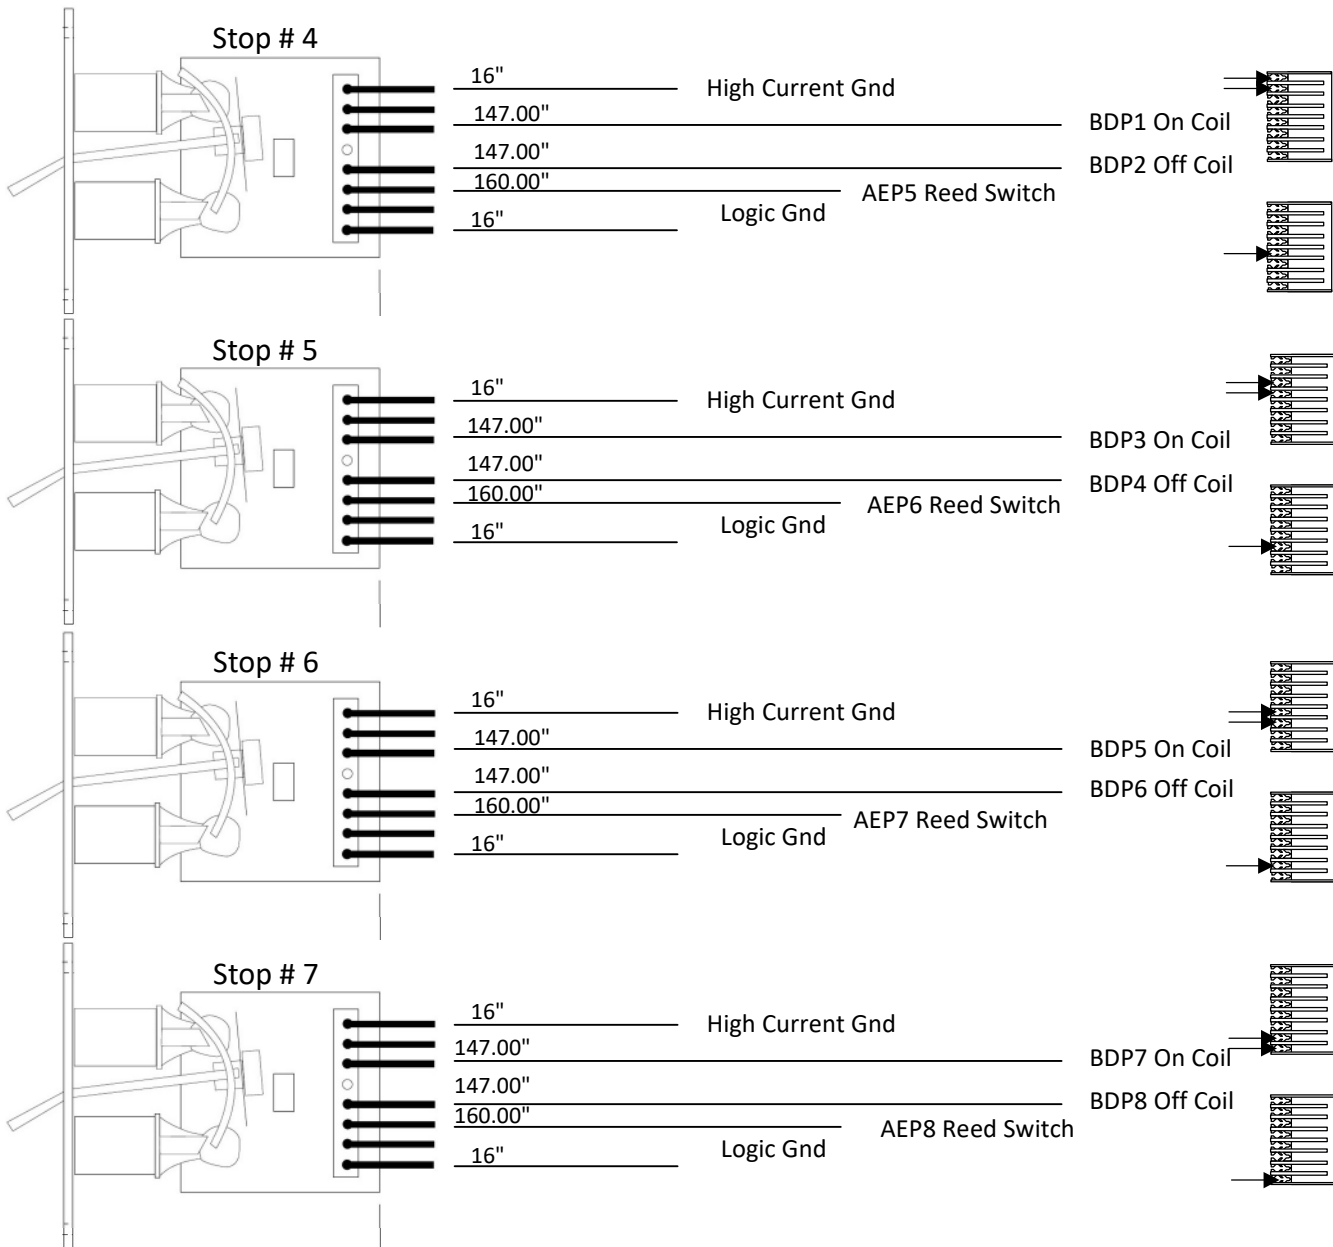 Stop # 4
16"
High Current Gnd
147.00"
BDP1 On Coil
147.00"
BDP2 Off Coil
160.00"
AEP5 Reed Switch
Logic Gnd
16"
Stop # 5
16"
High Current Gnd
147.00"
BDP3 On Coil
147.00"
BDP4 Off Coil
160.00"
AEP6 Reed Switch
Logic Gnd
16"
Stop # 6
16"
High Current Gnd
147.00"
BDP5 On Coil
147.00"
BDP6 Off Coil
160.00"
AEP7 Reed Switch
Logic Gnd
16"
Stop # 7
16"
High Current Gnd
147.00"
BDP7 On Coil
147.00"
BDP8 Off Coil
160.00"
AEP8 Reed Switch
Logic Gnd
16"